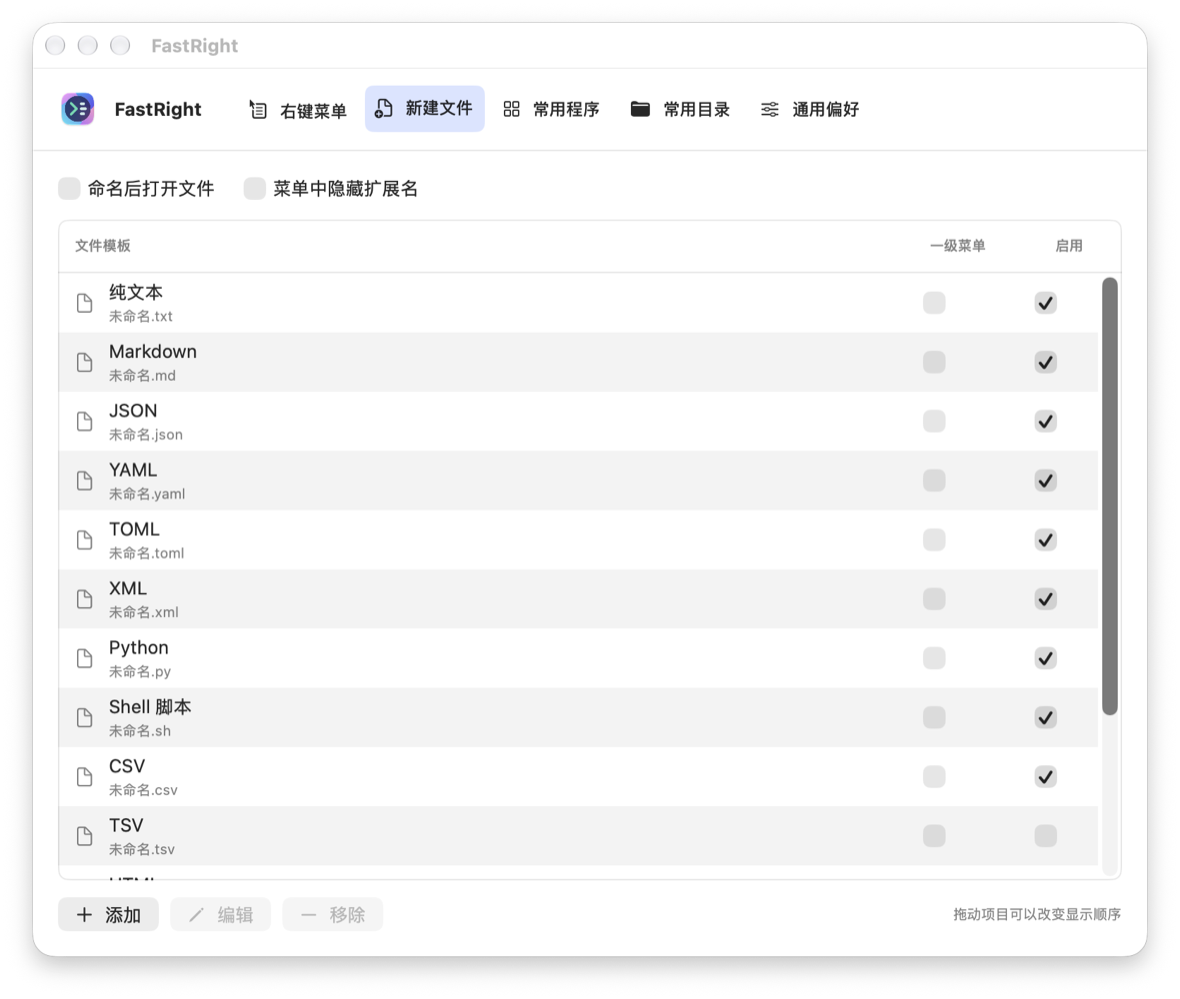 FastRight
FastRight 右键菜单 新建文件 常用程序 常用目录 通用偏好
命名后打开文件 菜单中隐藏扩展名
文件模板 一级菜单 启用
纯文本
未命名.txt
Markdown
未命名.md
JSON
未命名.json
YAML
未命名.yaml
TOML
未命名.toml
XML
未命名.xml
Python
未命名.py
Shell 脚本
未命名.sh
CSV
未命名.csv
TSV
未命名.tsv
添加 编辑 移除 拖动项目可以改变显示顺序